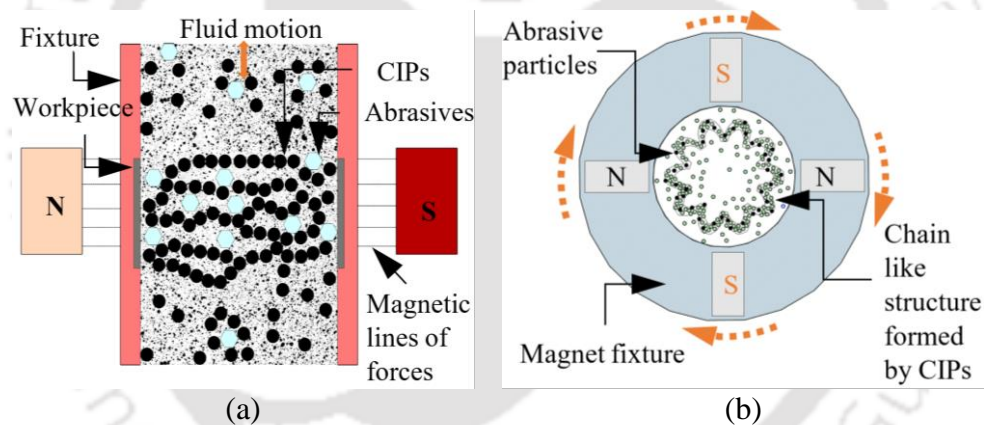 Fixture
Fluid motion
CIPs
Workpiece
Abrasives
N
S
Magnetic
lines of
forces
(a)
Abrasive
particles
S
N
N
S
Chain
like
structure
formed
by CIPs
Magnet fixture
(b)